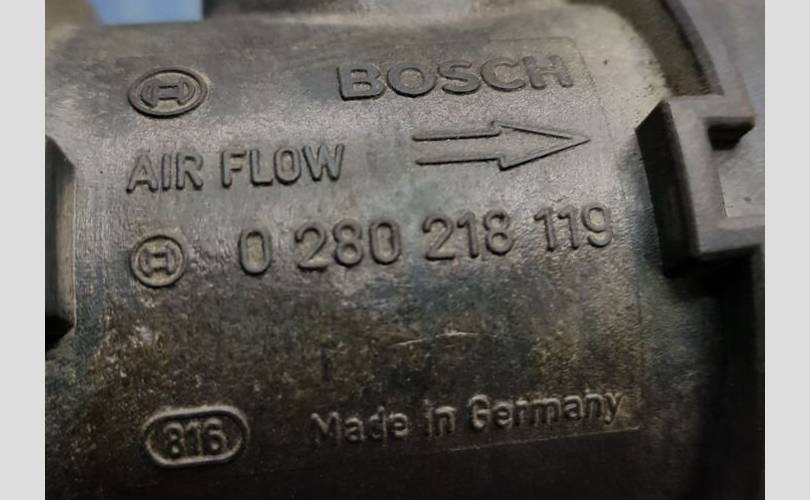 BOSCH
AIR FLOW
0 280 218 119
816
Made in Germany